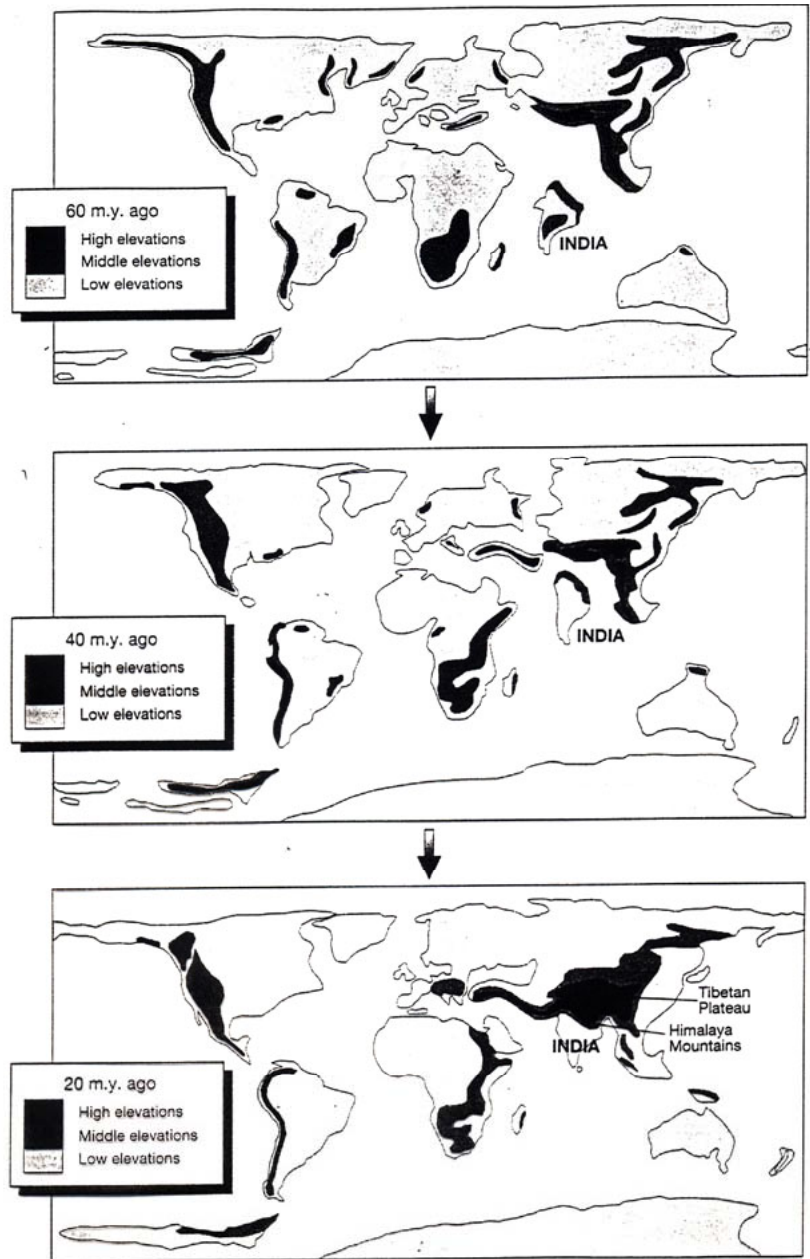 60 m.y. ago
High elevations
Middle elevations
Low elevations
INDIA
40 m.y. ago
High elevations
Middle elevations
Low elevations
INDIA
20 m.y. ago
High elevations
Middle elevations
Low elevations
INDIA
Tibetan
Plateau
Himalaya
Mountains